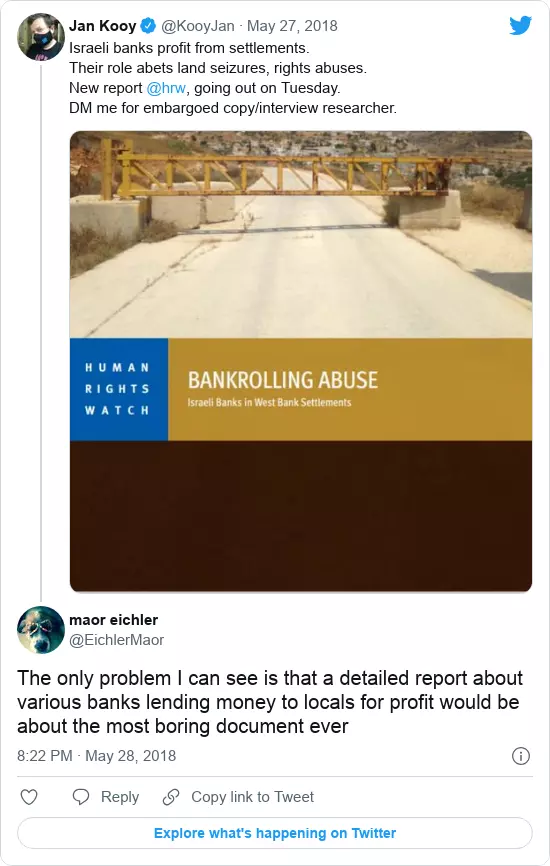 Jan Kooy @KooyJan · May 27, 2018
Israeli banks profit from settlements.
Their role abets land seizures, rights abuses.
New report @hrw, going out on Tuesday.
DM me for embargoed copy/interview researcher.
HUMAN
RIGHTS
WATCH
BANKROLLING ABUSE
Israeli Banks in West Bank Settlements
maor eichler
@EichlerMaor
The only problem I can see is that a detailed report about
various banks lending money to locals for profit would be
about the most boring document ever
8:22 PM · May 28, 2018
Reply
Copy link to Tweet
Explore what's happening on Twitter